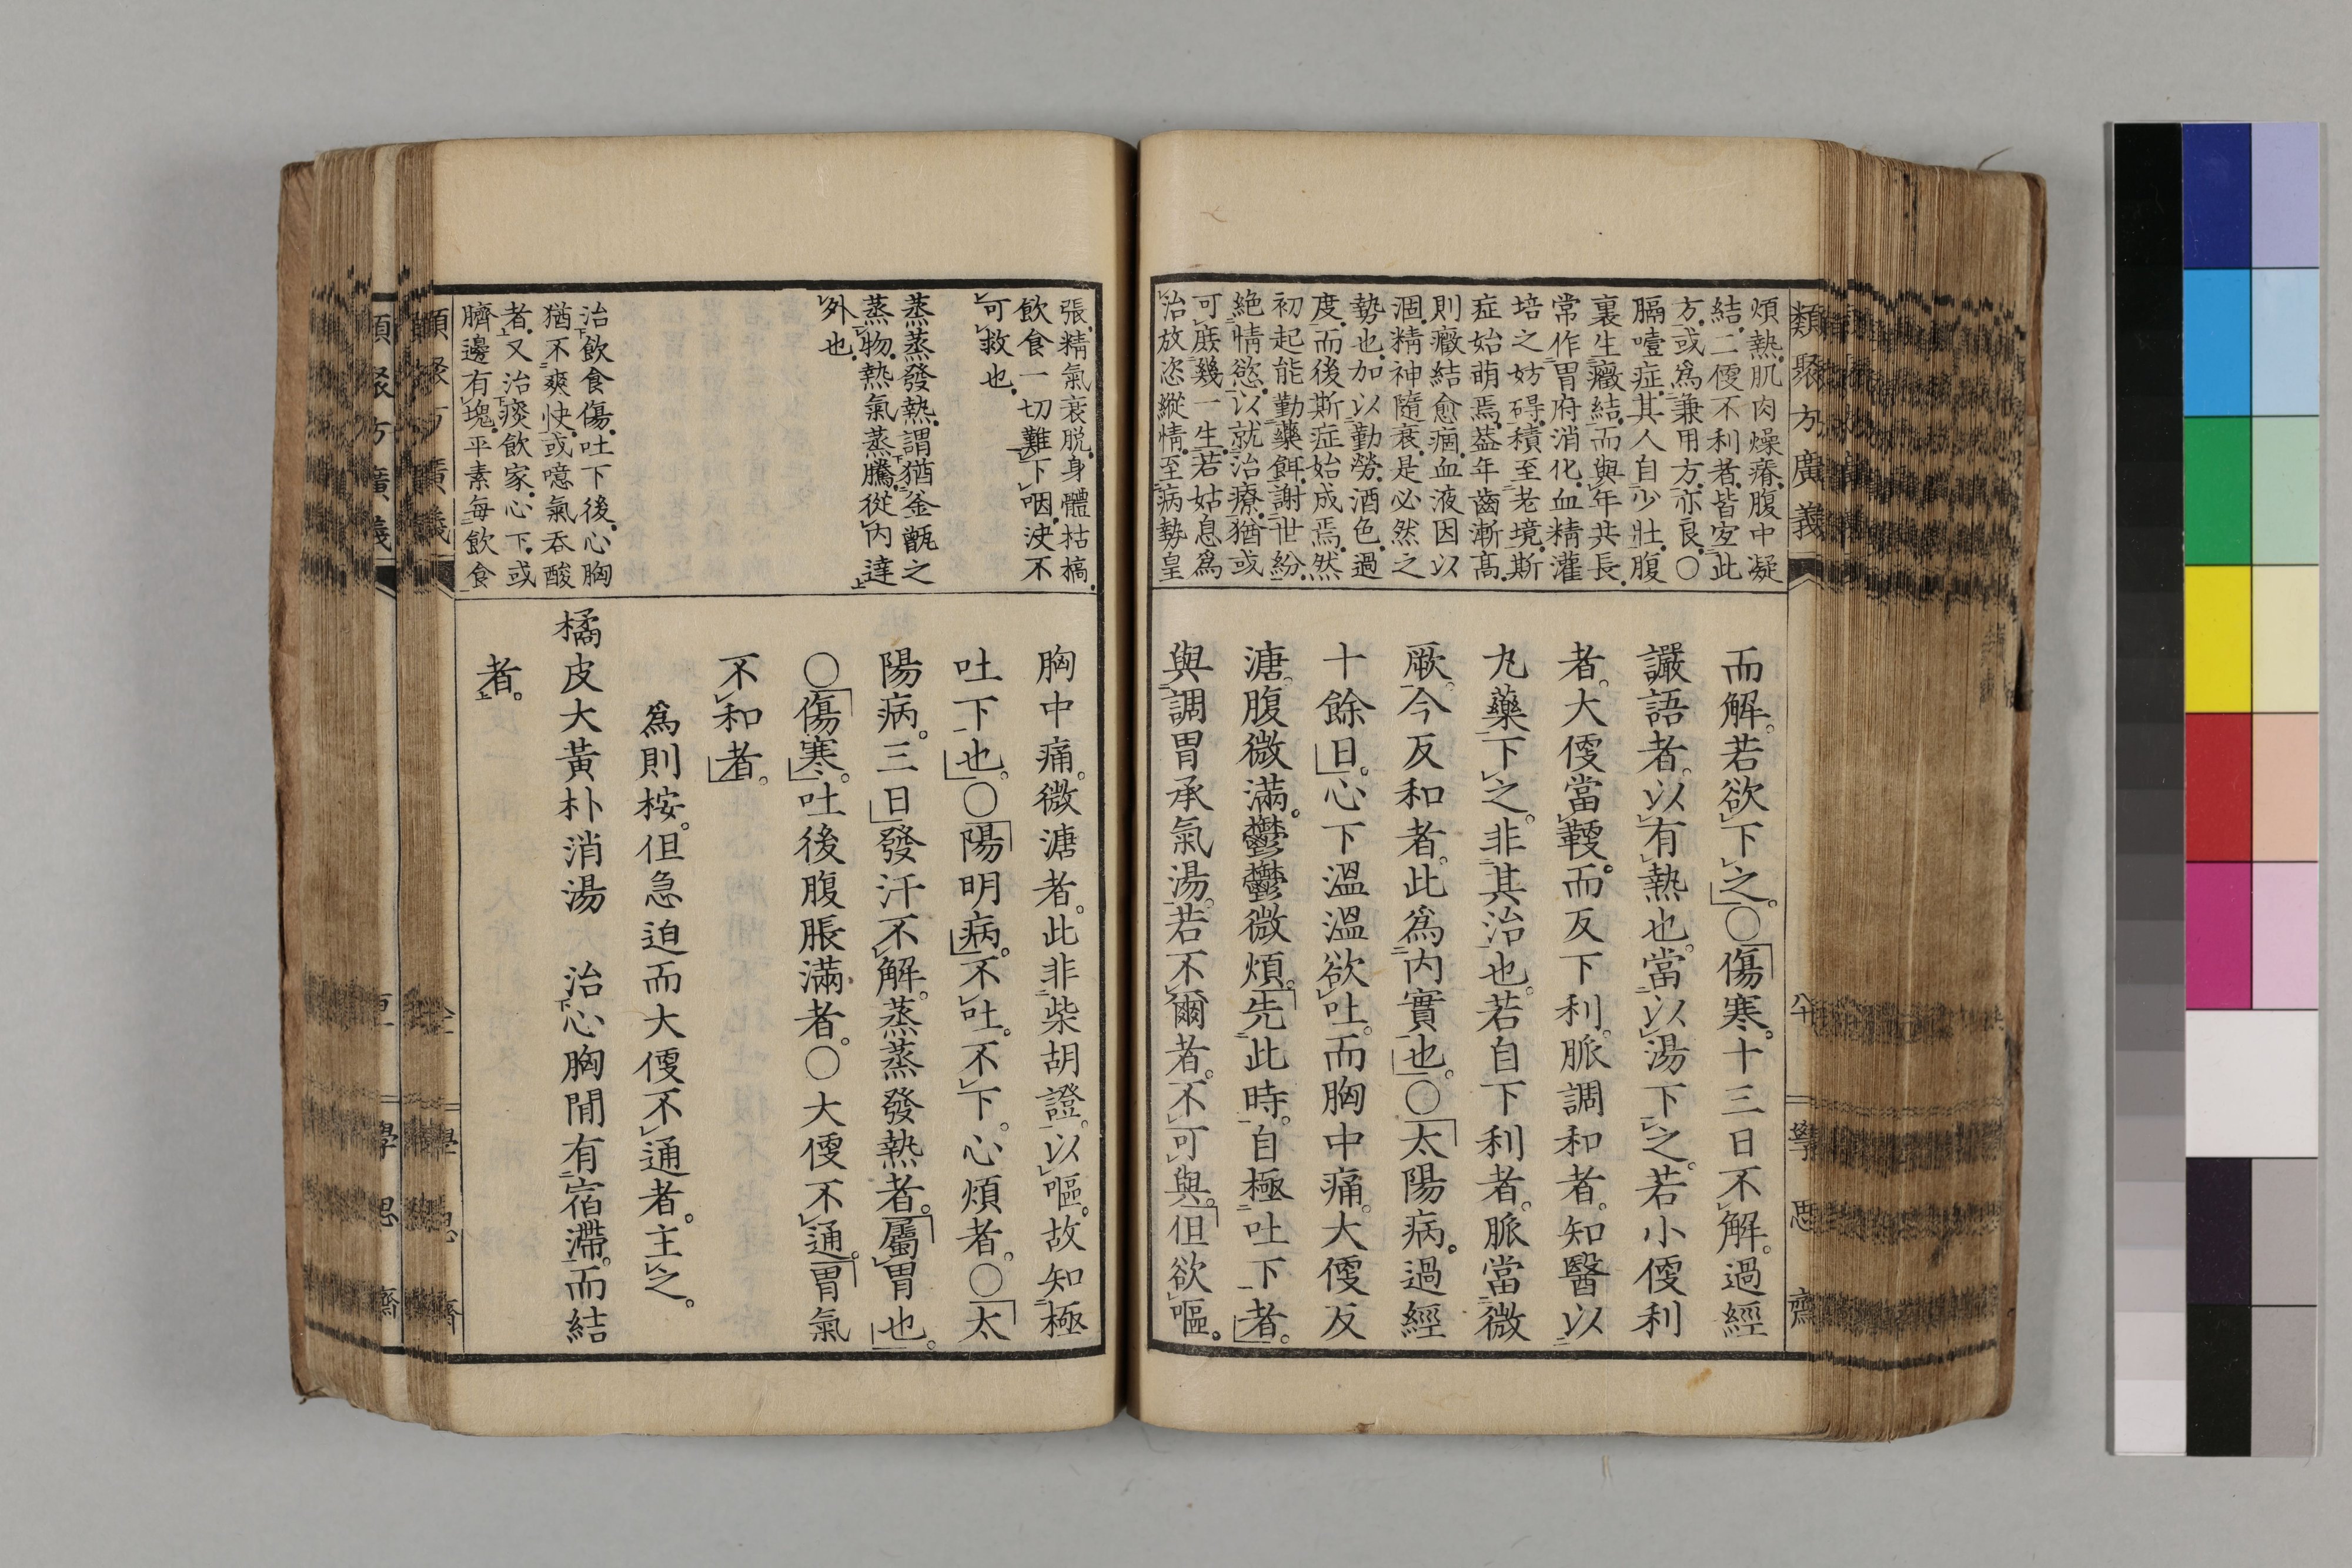 類聚方廣義
煩熱、肌肉燥瘠、腹中凝
結、二便不利者、皆宜此
方、或爲兼用方、亦良、○
膈噎症、其人自少壯、腹
裏生癥結、而與年共長、
常作胃府消化、血精灌
培之妨碍、積至老境、斯
症始萌焉、葢年齒漸高、
則癥結愈痼、血液因以
涸、精神隨衰、是必然之
勢也、加以勤勞、酒色過
度、而後斯症始成焉、然
初起能勤藥餌、謝世紛、
絕情慾、以就治療、猶或
可庶幾一生、若姑息爲
治、放恣縱情、至病勢皇
而解。若欲下之。○傷寒。十三日不解。過經
讝語者。以有熱也。當以湯下之。若小便利
者。大便當鞕。而反下利。脈調和者。知醫以
丸藥下之。非其治也。若自下利者。脈當微
厥。今反和者。此爲內實也。○太陽病。過經
十餘日。心下溫溫欲吐。而胸中痛。大便反
溏。腹微滿。鬱鬱微煩。先此時。自極吐下者。
與調胃承氣湯。若不爾者。不可與。但欲嘔。
學思齋
張、精氣衰脫、身體枯槁、
飲食一切難下咽、決不
可救也、
蒸蒸發熱、謂猶釜甑之
蒸物、熱氣蒸騰、從內達
外也、
治飲食傷、吐下後、心胸
猶不爽快、或噫氣吞酸
者、又治痰飲家、心下、或
臍邊有塊、平素每飲食
胸中痛。微溏者。此非柴胡證。以嘔。故知極
吐下也。○陽明病。不吐。不下。心煩者。○太
陽病。三日發汗不解。蒸蒸發熱者。屬胃也。
○傷寒。吐後腹脹滿者。○大便不通。胃氣
不和者。
爲則桉。但急迫而大便不通者。主之。
橘皮大黃朴消湯 治心胸間有宿滯。而結
者。